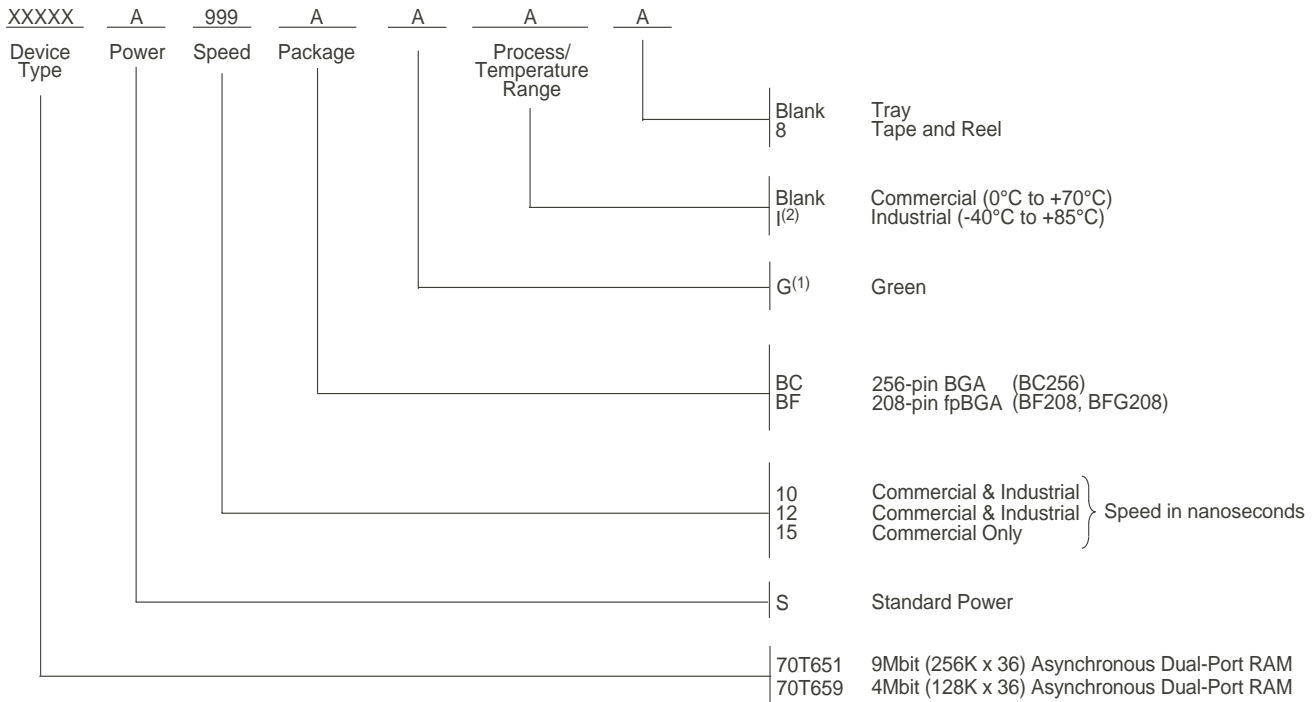 XXXXX A 999 A A A A
Device Type Power Speed Package Process/ Temperature Range
Blank Tray
8 Tape and Reel
Blank Commercial (0°C to +70°C)
I(2) Industrial (-40°C to +85°C)
G(1) Green
BC 256-pin BGA (BC256)
BF 208-pin fpBGA (BF208, BFG208)
10 Commercial & Industrial
12 Commercial & Industrial Speed in nanoseconds
15 Commercial Only
S Standard Power
70T651 9Mbit (256K x 36) Asynchronous Dual-Port RAM
70T659 4Mbit (128K x 36) Asynchronous Dual-Port RAM